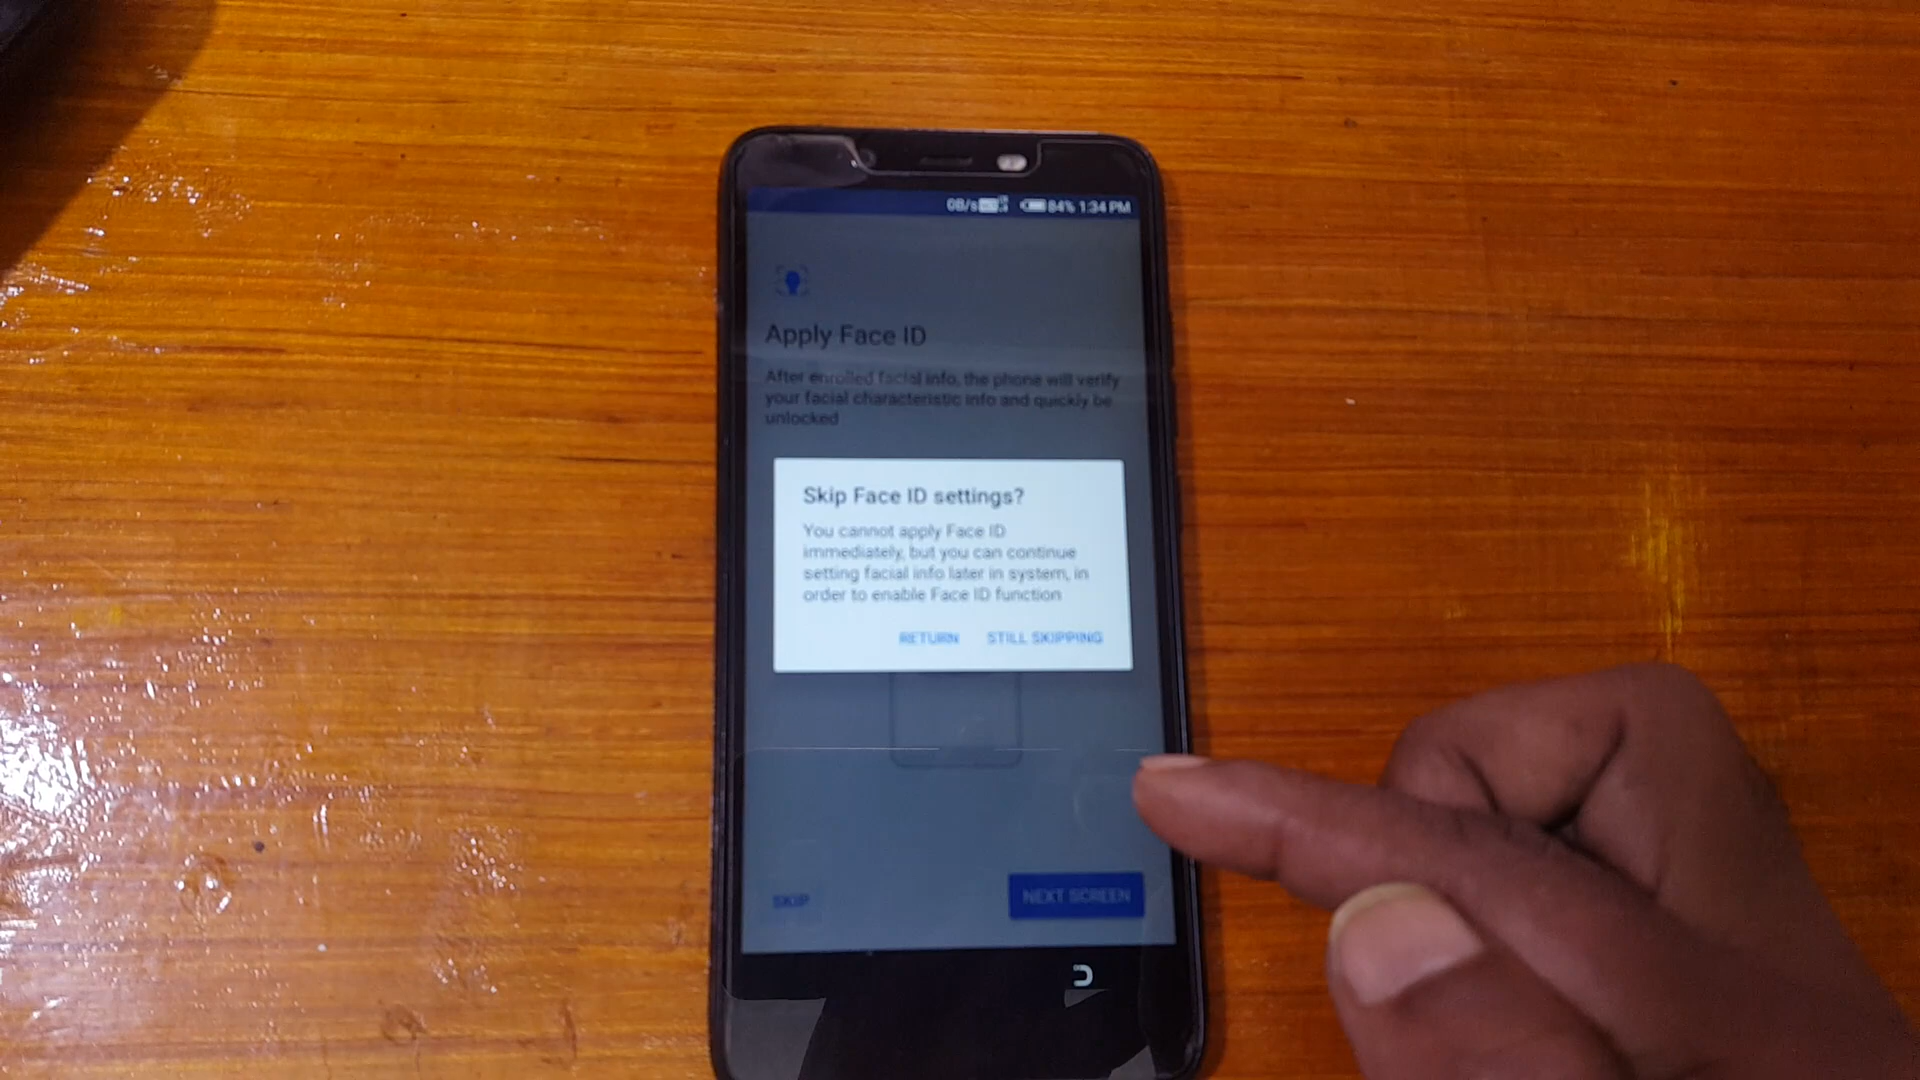 0B/s 84% 1:34 PM
Apply Face ID
After enrolled facial info, the phone will verify
your facial characteristic info and quickly be
unlocked
Skip Face ID settings?
You cannot apply Face ID
immediately, but you can continue
setting facial info later in system, in
order to enable Face ID function
RETURN STILL SKIPPING
SKIP NEXT SCREEN